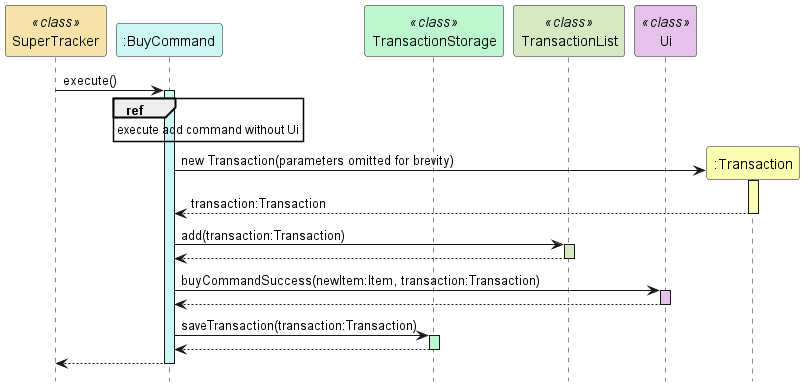 «class»
SuperTracker
:BuyCommand
«class»
TransactionStorage
«class»
TransactionList
«class»
Ui
execute()
ref
execute add command without Ui
new Transaction(parameters omitted for brevity)
:Transaction
transaction:Transaction
add(transaction:Transaction)
buyCommandSuccess(newItem:Item, transaction:Transaction)
saveTransaction(transaction:Transaction)